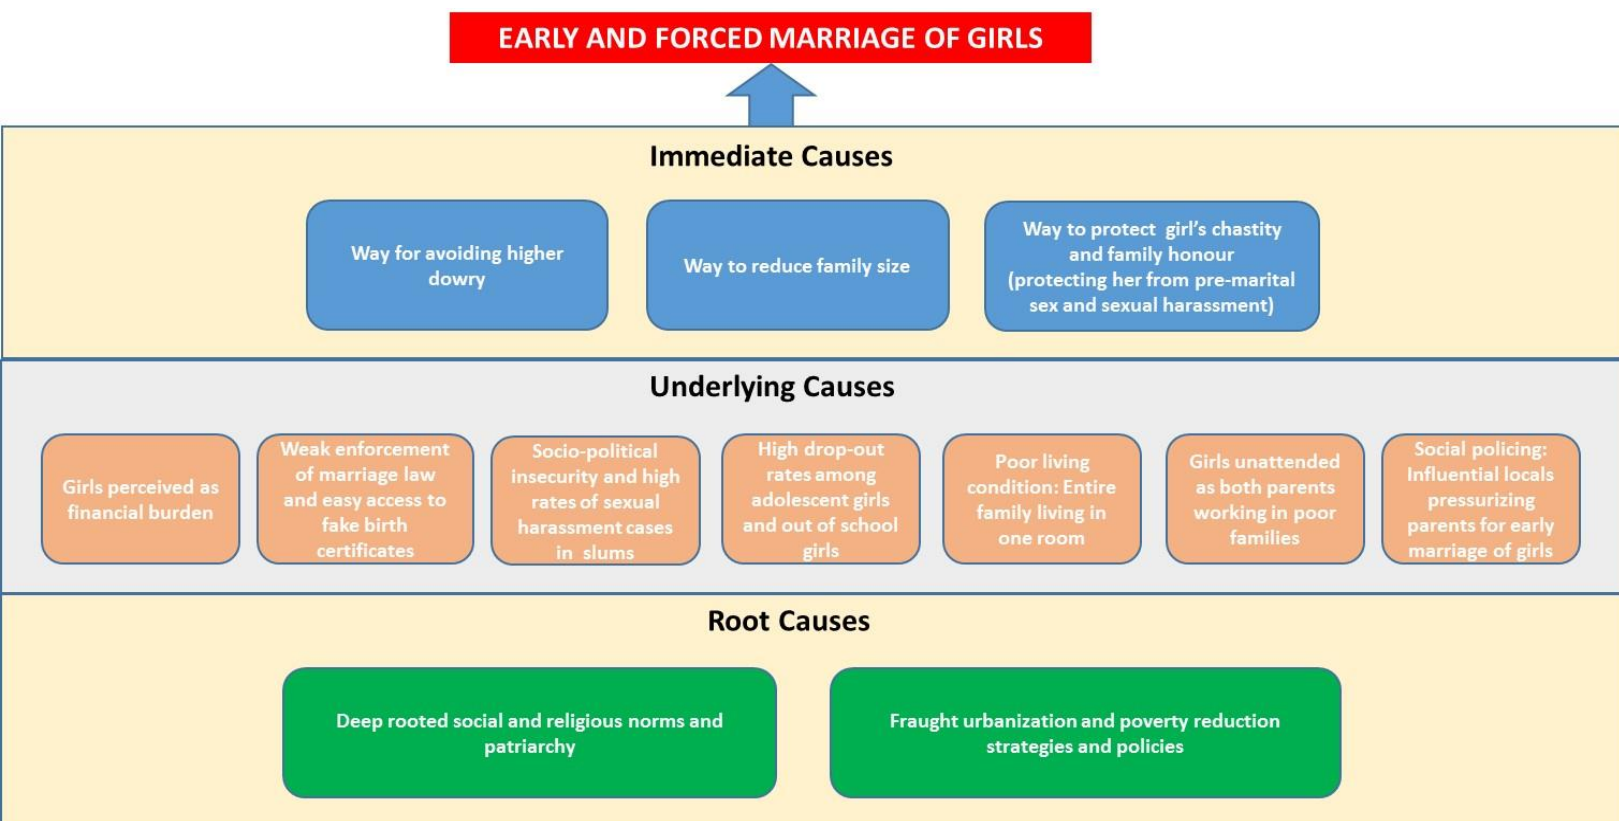 EARLY AND FORCED MARRIAGE OF GIRLS
Immediate Causes
Way for avoiding higher
dowry
Way to reduce family size
Way to protect girl's chastity
and family honour
(protecting her from pre-marital
sex and sexual harassment)
Underlying Causes
Girls perceived as
financial burden
Weak enforcement
of marriage law
and easy access to
fake birth
certificates
Socio-political
insecurity and high
rates of sexual
harassment cases
in slums
High drop-out
rates among
adolescent girls
and out of school
girls
Poor living
condition: Entire
family living in
one room
Girls unattended
as both parents
working in poor
families
Social policing:
Influential locals
pressurizing
parents for early
marriage of girls
Root Causes
Deep rooted social and religious norms and
patriarchy
Fraught urbanization and poverty reduction
strategies and policies